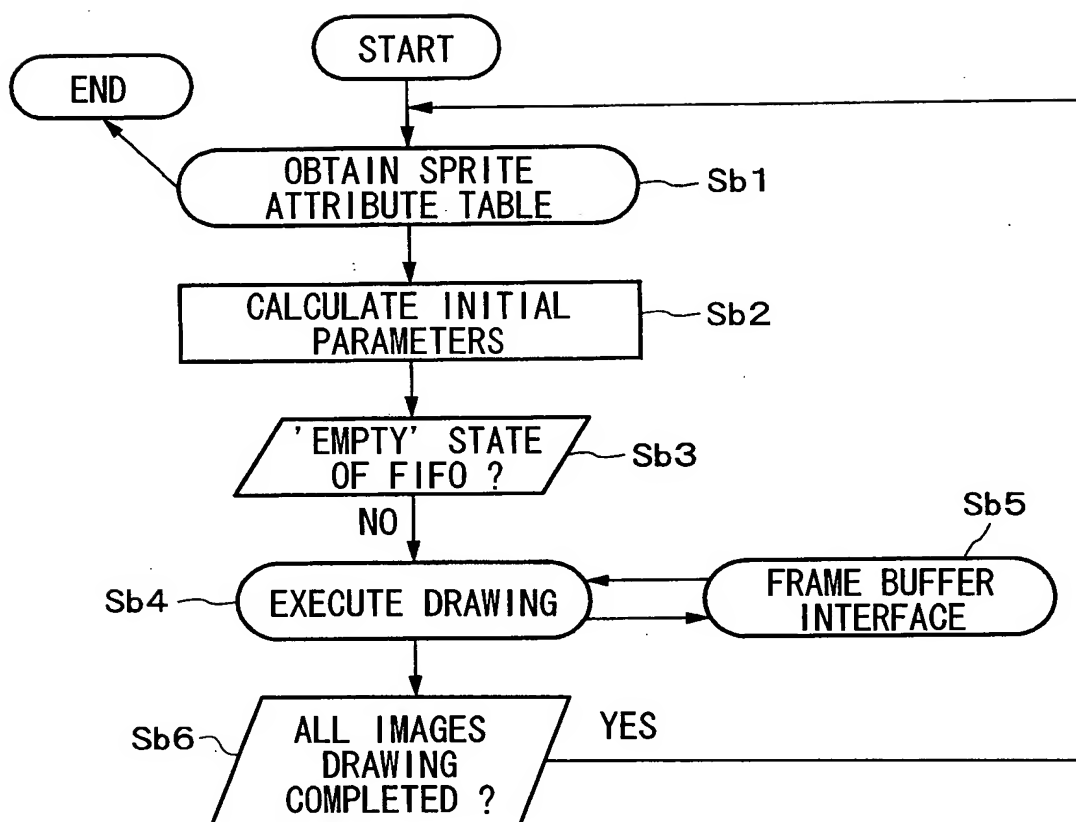 START
END
OBTAIN SPRITE
ATTRIBUTE TABLE
Sb1
CALCULATE INITIAL
PARAMETERS
Sb2
'EMPTY' STATE
OF FIFO ?
Sb3
NO
Sb5
Sb4
EXECUTE DRAWING
FRAME BUFFER
INTERFACE
Sb6
ALL IMAGES
DRAWING
COMPLETED ?
YES